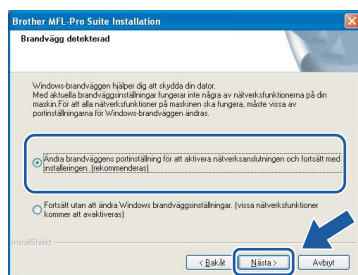 Brother MFL-Pro Suite Installation
Brandvägg detekterad
Windows-brandväggen hjälper dig att skydda din dator.
Med aktuella brandväggsinställningar fungerar inte några av nätverksfunktionerna på din
maskin.För att alla nätverksfunktioner på maskinen ska fungera, måste vissa av
portinställningarna för Windows-brandväggen ändras.
Ändra brandväggens portinställning för att aktivera nätverksanslutningen och fortsätt med
installeringen. (rekommenderas)
Fortsätt utan att ändra Windows brandväggsinställningar. (vissa nätverksfunktioner
kommer att avaktiveras)
InstallShield
< Bakåt
Nästa >
Avbryt